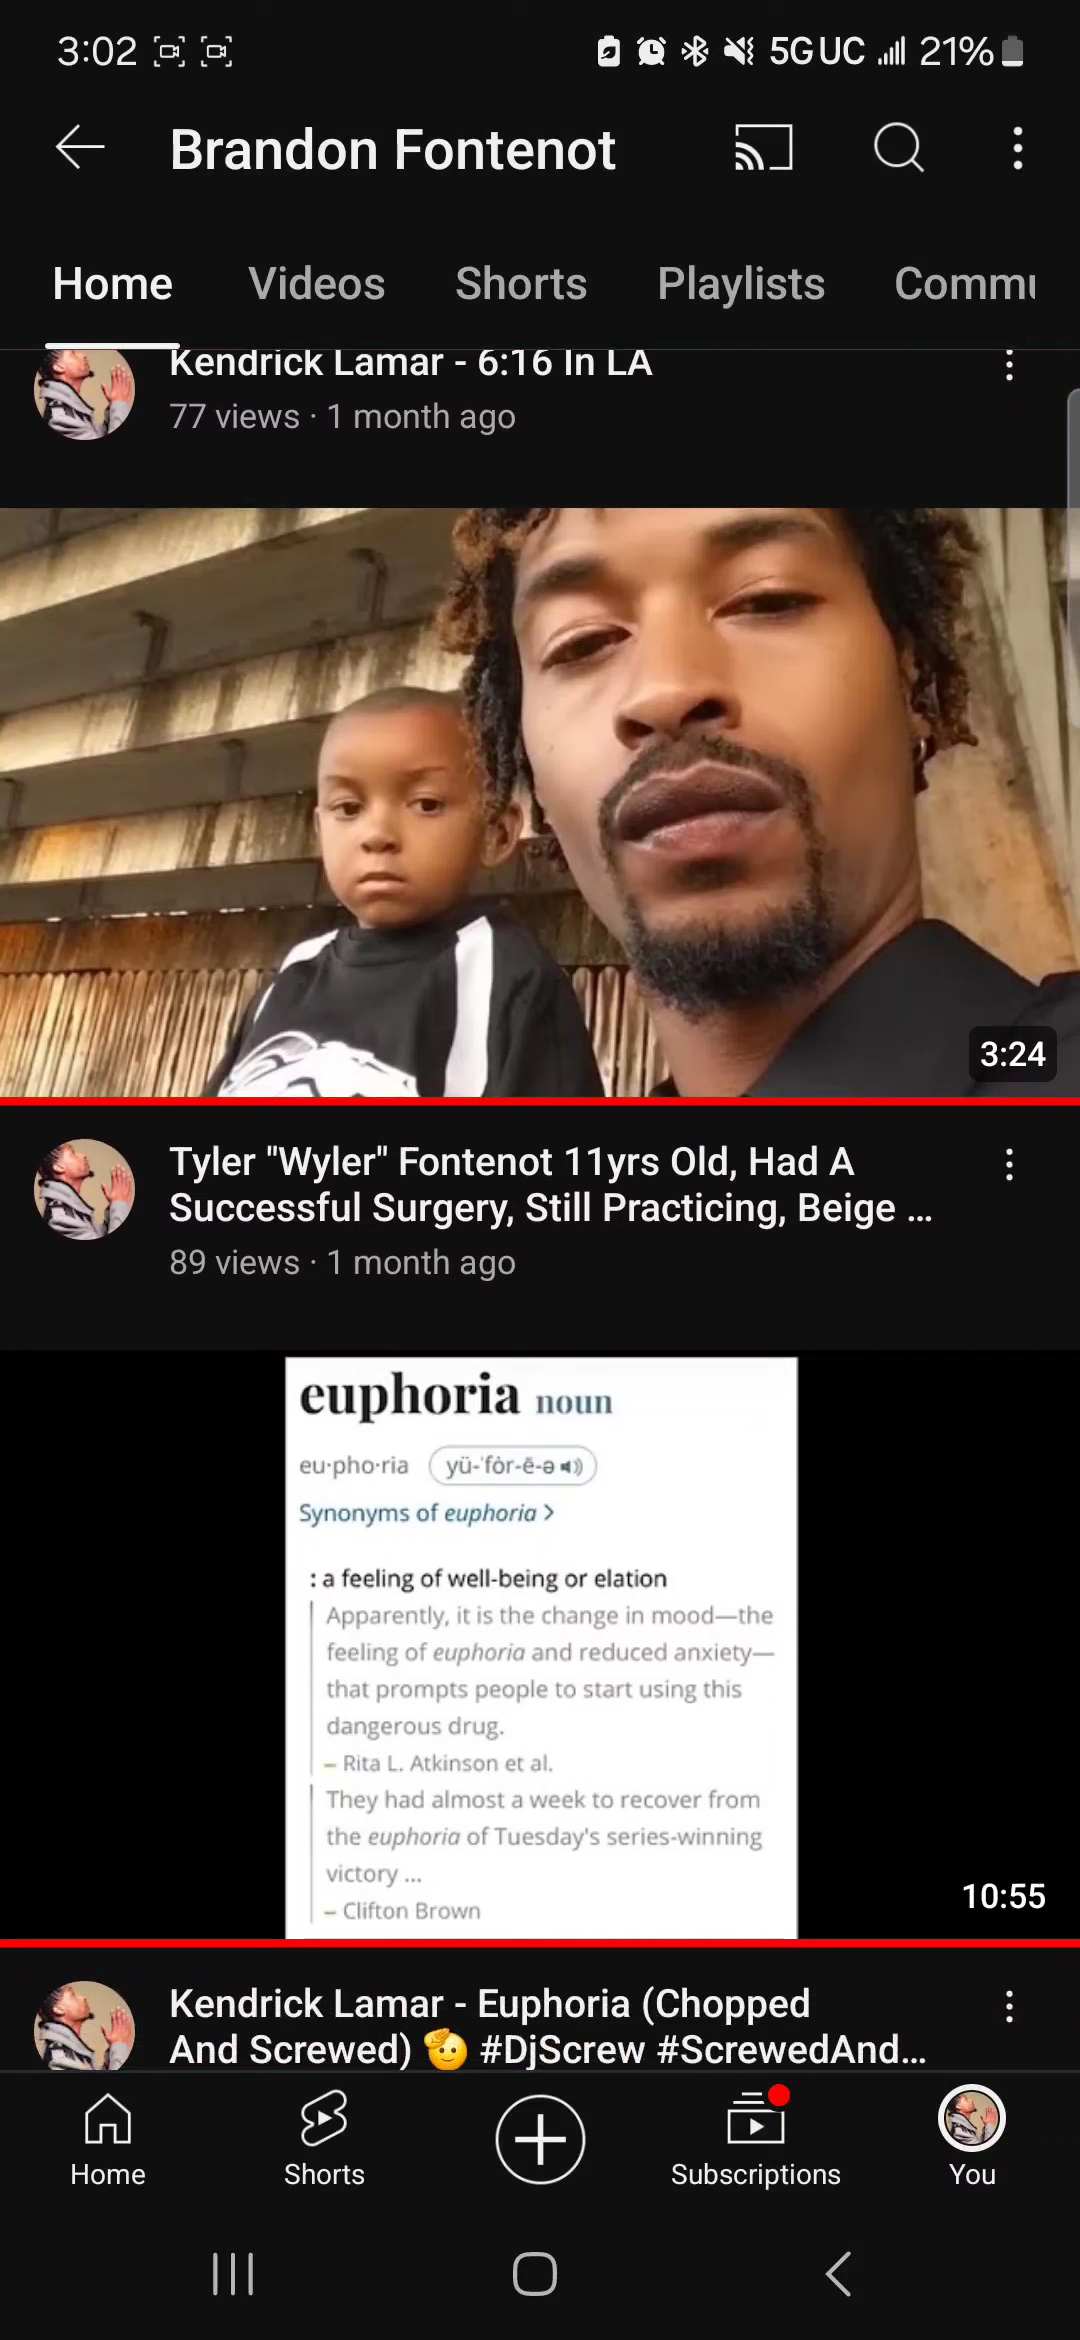 3:02 5G UC 21%
Brandon Fontenot
Home Videos Shorts Playlists Commu
Kendrick Lamar - 6:16 In LA
77 views · 1 month ago
3:24
Tyler "Wyler" Fontenot 11yrs Old, Had A
Successful Surgery, Still Practicing, Beige ...
89 views · 1 month ago
euphoria noun
eu·pho·ria yü-ˈfȯr-ē-ə
Synonyms of euphoria >
: a feeling of well-being or elation
Apparently, it is the change in mood—the
feeling of euphoria and reduced anxiety—
that prompts people to start using this
dangerous drug.
– Rita L. Atkinson et al.
They had almost a week to recover from
the euphoria of Tuesday's series-winning
victory ...
– Clifton Brown
10:55
Kendrick Lamar - Euphoria (Chopped
And Screwed) 🫡 #DjScrew #ScrewedAnd...
Home Shorts Subscriptions You